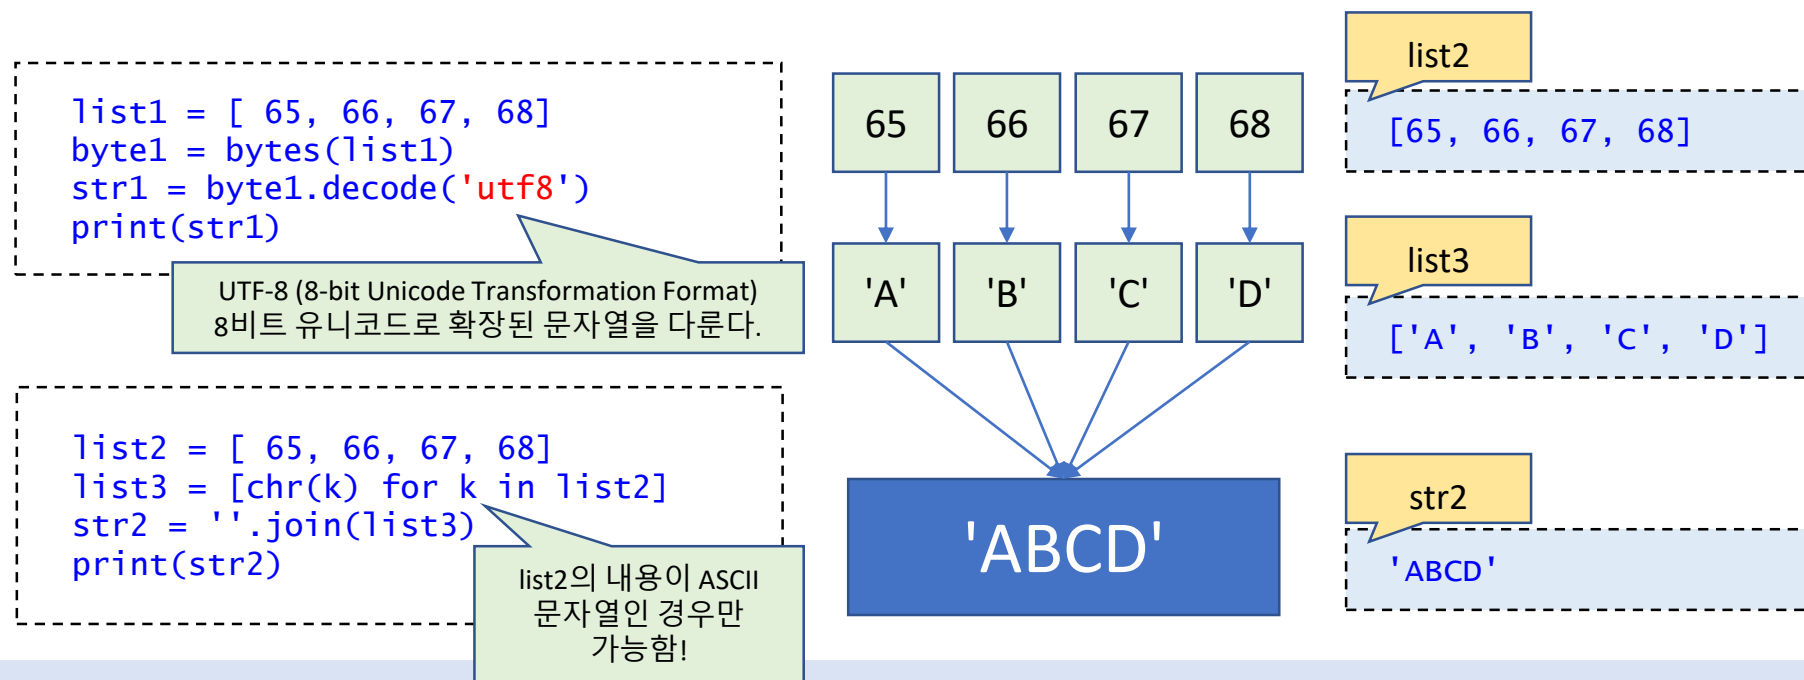 list1 = [ 65, 66, 67, 68]
byte1 = bytes(list1)
str1 = byte1.decode('utf8')
print(str1)
UTF-8 (8-bit Unicode Transformation Format)
8비트 유니코드로 확장된 문자열을 다룬다.
list2 = [ 65, 66, 67, 68]
list3 = [chr(k) for k in list2]
str2 = ''.join(list3)
print(str2)
list2의 내용이 ASCII
문자열인 경우만
가능함!
65 66 67 68
'A' 'B' 'C' 'D'
'ABCD'
list2
[65, 66, 67, 68]
list3
['A', 'B', 'C', 'D']
str2
'ABCD'